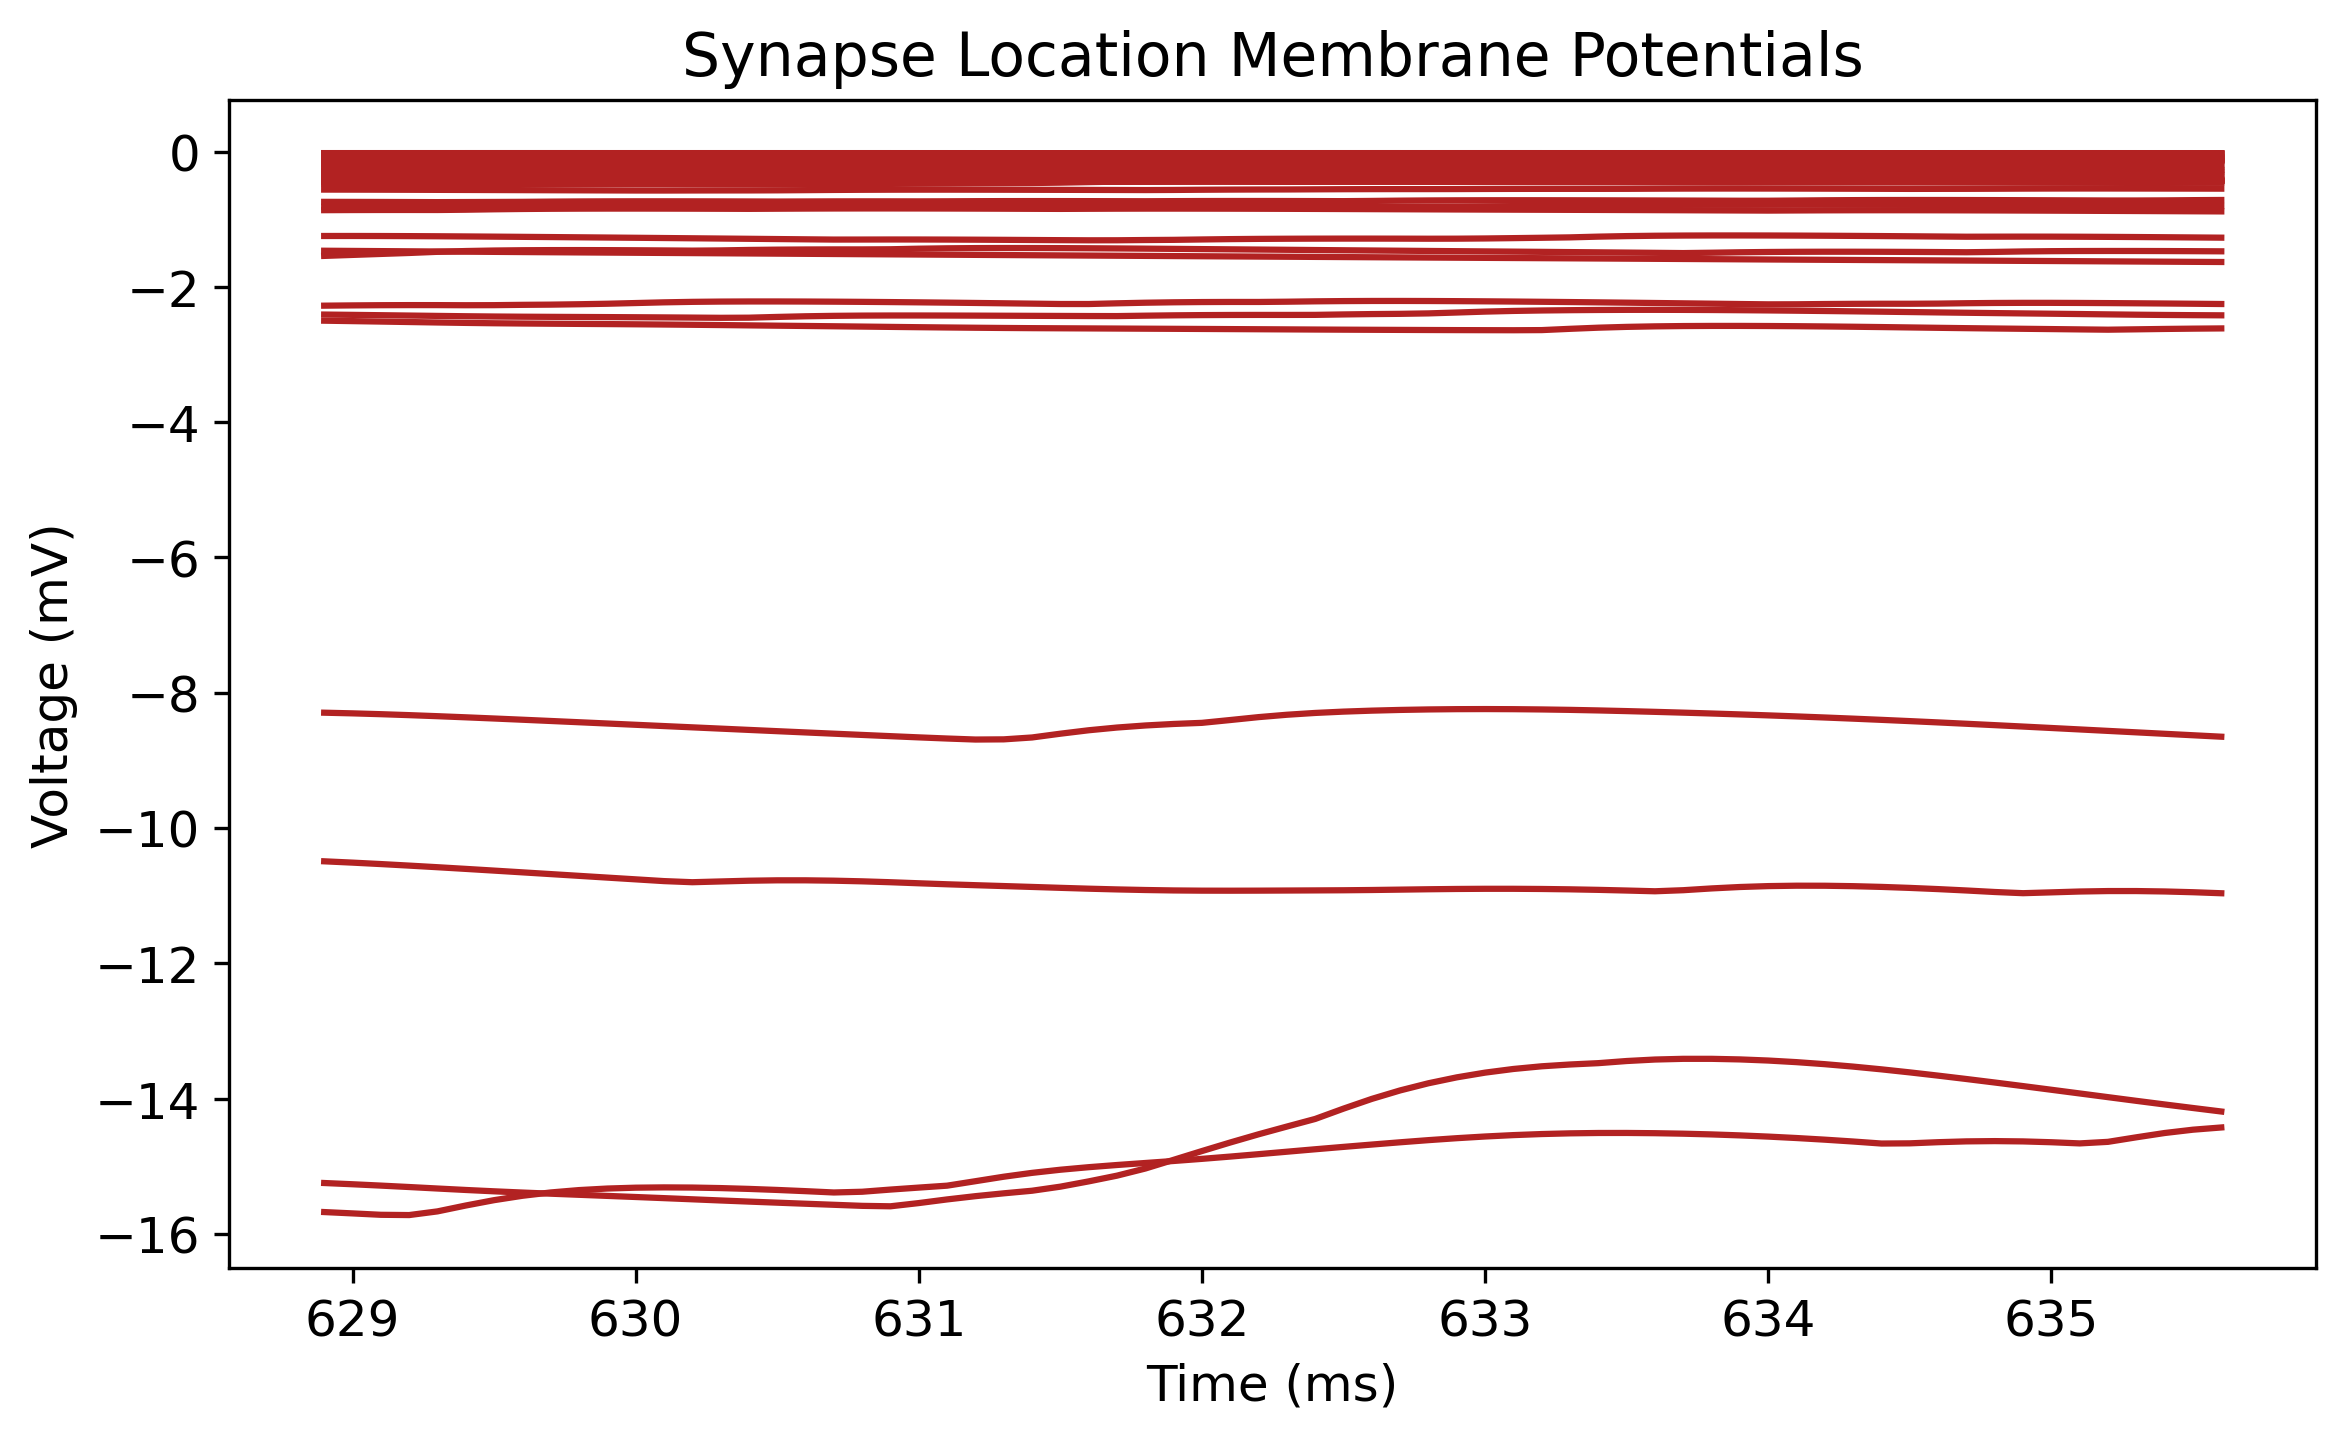 Synapse Location Membrane Potentials
Voltage (mV)
0
−2
−4
−6
−8
−10
−12
−14
−16
629 630 631 632 633 634 635
Time (ms)